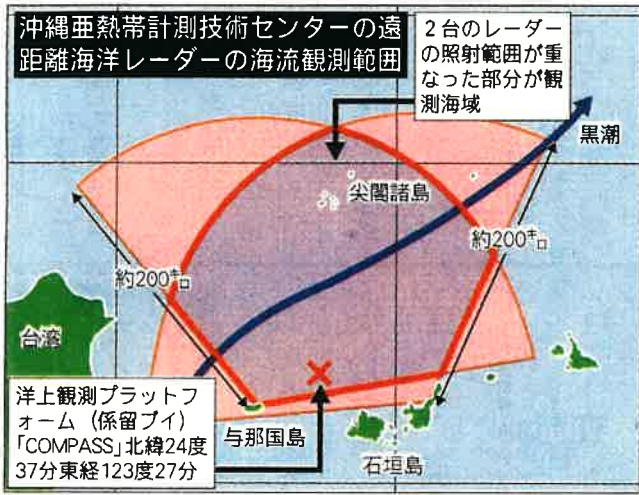 沖縄亜熱帯計測技術センターの遠
距離海洋レーダーの海流観測範囲
2台のレーダー
の照射範囲が重
なった部分が観
測海域
黒潮
尖閣諸島
約200㌔
約200㌔
台湾
洋上観測プラットフ
ォーム(係留ブイ)
「COMPASS」北緯24度
37分東経123度27分
与那国島
石垣島